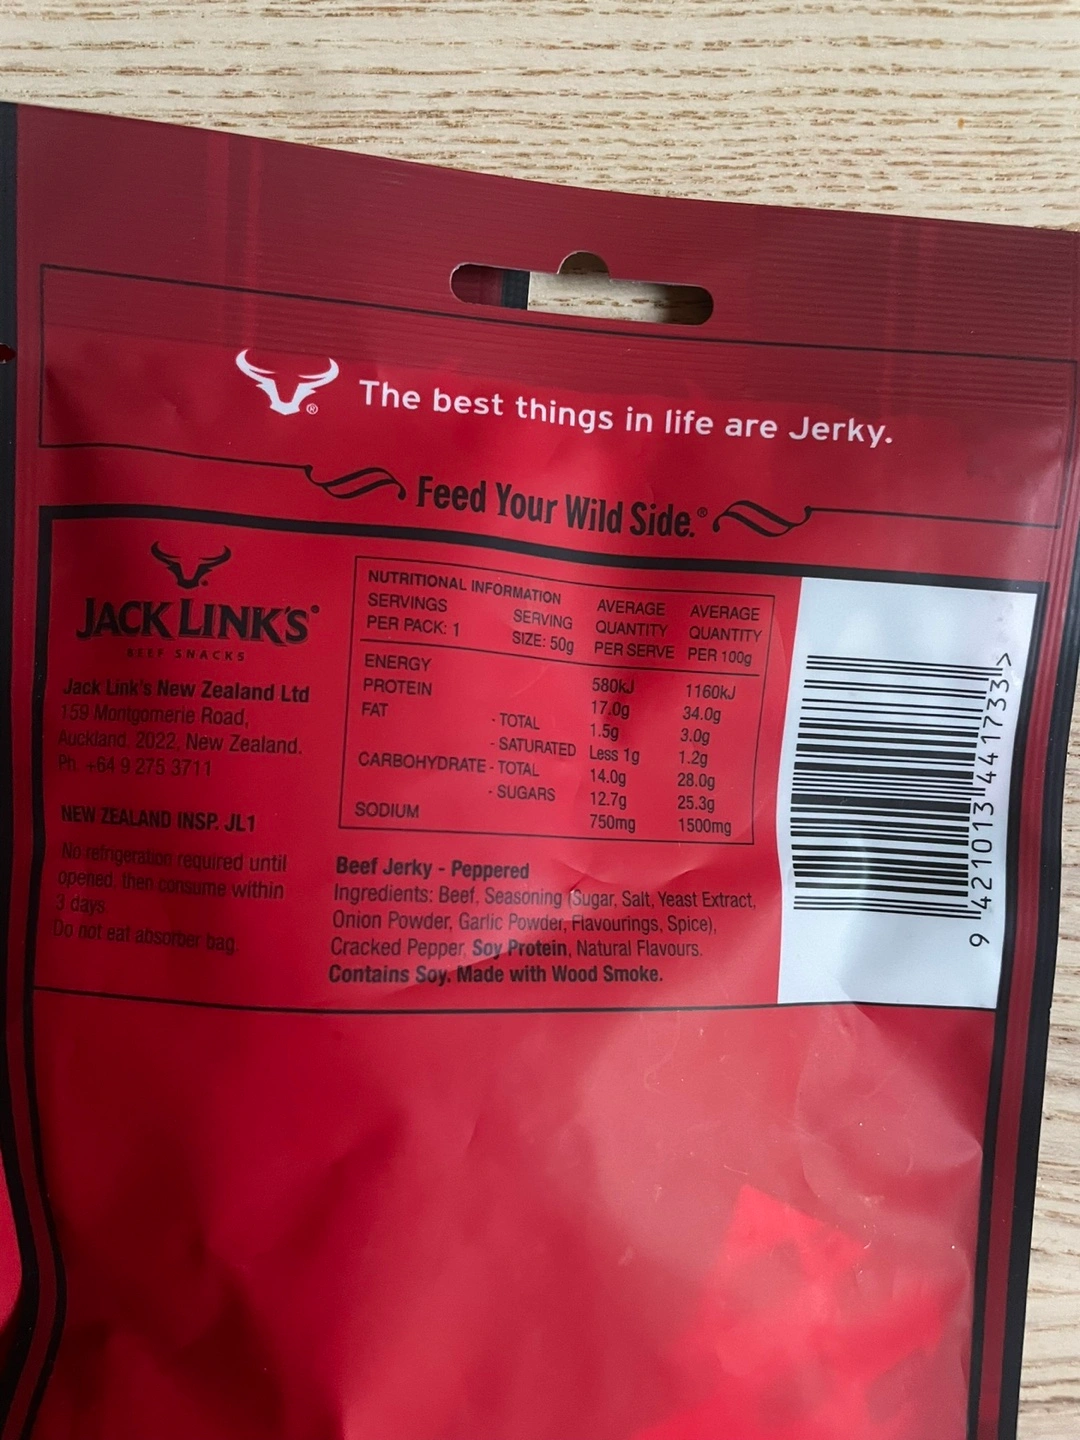 The best things in life are Jerky.
Feed Your Wild Side.®
JACK LINK'S®
BEEF SNACKS
Jack Link's New Zealand Ltd
159 Montgomerie Road,
Auckland, 2022, New Zealand.
Ph. +64 9 275 3711
NEW ZEALAND INSP. JL1
No refrigeration required until
opened, then consume within
3 days.
Do not eat absorber bag.
NUTRITIONAL INFORMATION
SERVINGS PER PACK: 1 SERVING SIZE: 50g AVERAGE QUANTITY PER SERVE AVERAGE QUANTITY PER 100g
ENERGY 580kJ 1160kJ
PROTEIN 17.0g 34.0g
FAT - TOTAL 1.5g 3.0g
- SATURATED Less 1g 1.2g
CARBOHYDRATE - TOTAL 14.0g 28.0g
- SUGARS 12.7g 25.3g
SODIUM 750mg 1500mg
Beef Jerky - Peppered
Ingredients: Beef, Seasoning (Sugar, Salt, Yeast Extract,
Onion Powder, Garlic Powder, Flavourings, Spice),
Cracked Pepper, Soy Protein, Natural Flavours.
Contains Soy. Made with Wood Smoke.
9 421013 441733 >